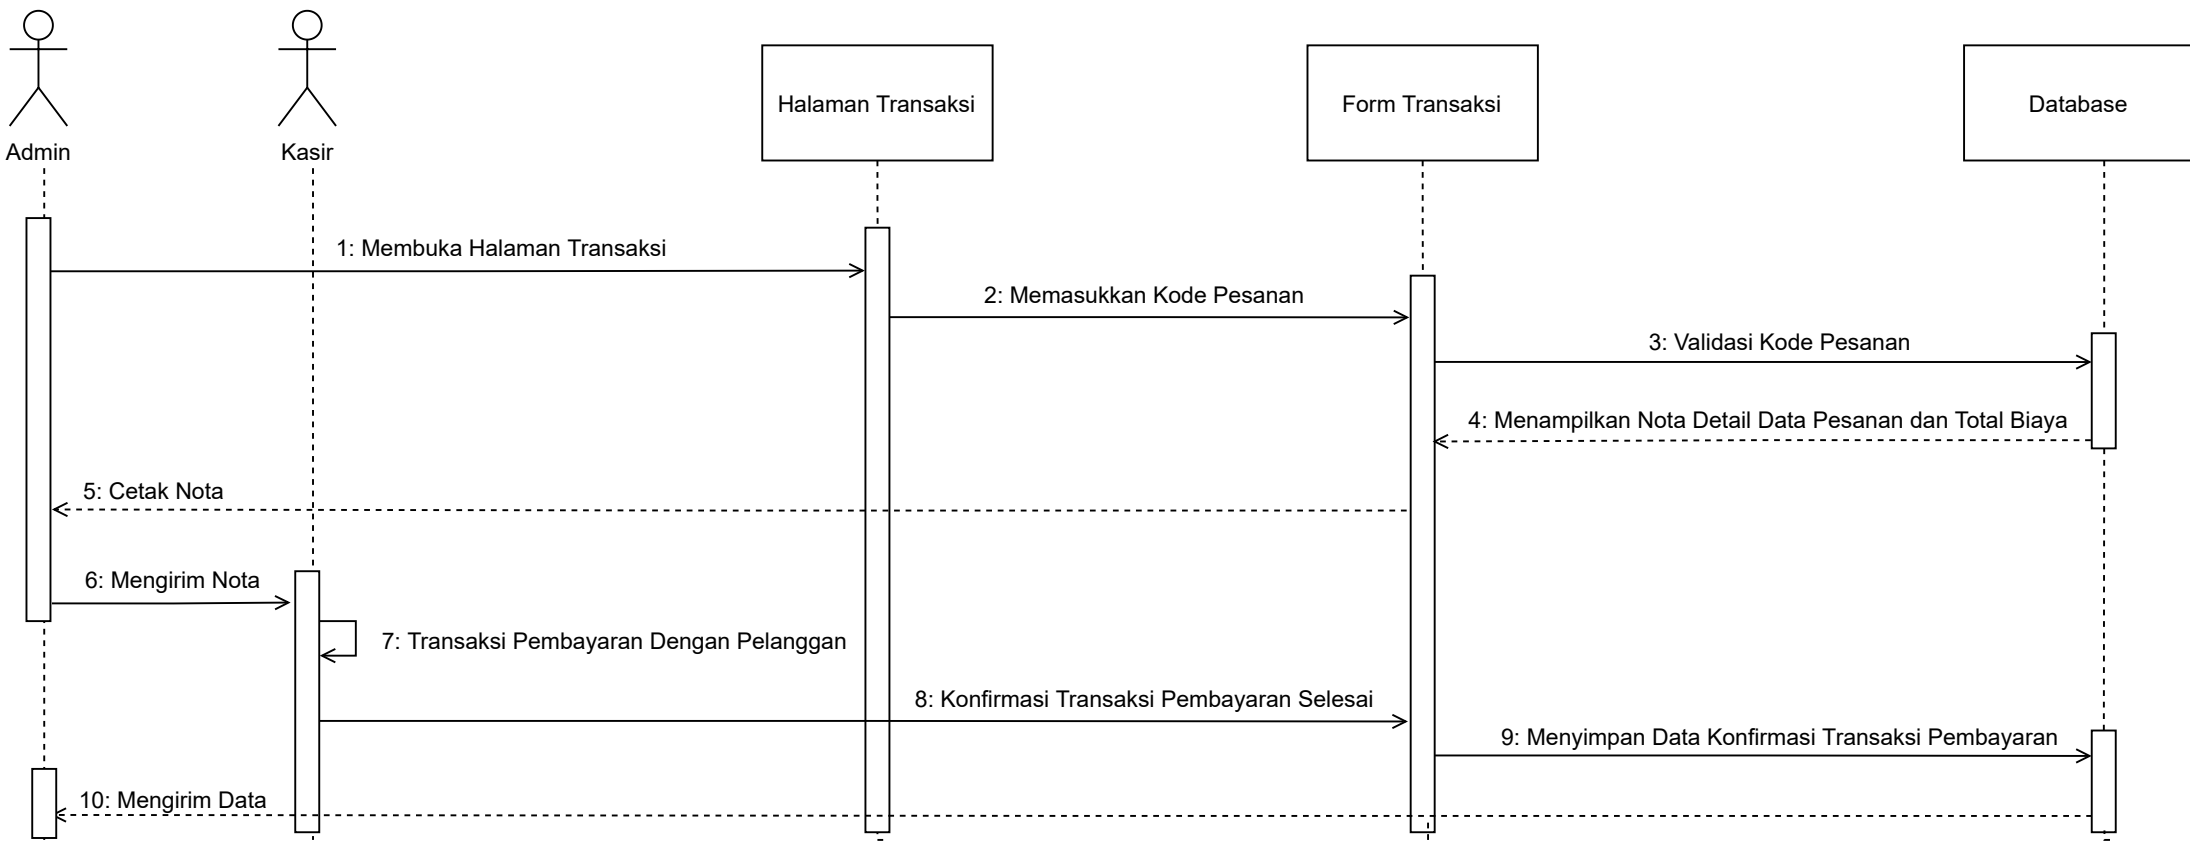 Admin
Kasir
Halaman Transaksi
Form Transaksi
Database
1: Membuka Halaman Transaksi
2: Memasukkan Kode Pesanan
3: Validasi Kode Pesanan
4: Menampilkan Nota Detail Data Pesanan dan Total Biaya
5: Cetak Nota
6: Mengirim Nota
7: Transaksi Pembayaran Dengan Pelanggan
8: Konfirmasi Transaksi Pembayaran Selesai
9: Menyimpan Data Konfirmasi Transaksi Pembayaran
10: Mengirim Data